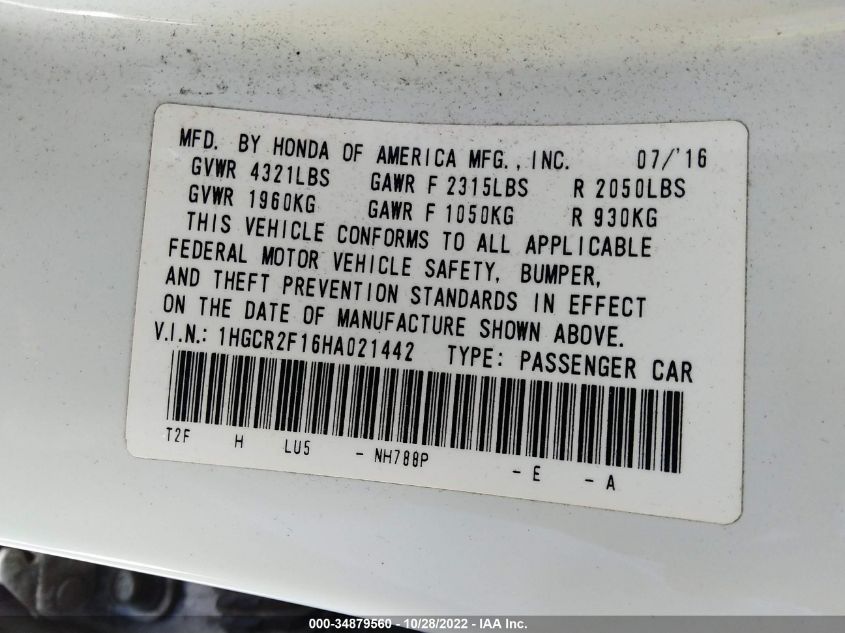 MFD. BY HONDA OF AMERICA MFG., INC. 07/'16
GVWR 4321LBS GAWR F 2315LBS R 2050LBS
GVWR 1960KG GAWR F 1050KG R 930KG
THIS VEHICLE CONFORMS TO ALL APPLICABLE
FEDERAL MOTOR VEHICLE SAFETY, BUMPER,
AND THEFT PREVENTION STANDARDS IN EFFECT
ON THE DATE OF MANUFACTURE SHOWN ABOVE.
V.I.N.: 1HGCR2F16HA021442 TYPE: PASSENGER CAR
T2F H LU5 - NH788P - E - A
000-34879560 - 10/28/2022 - IAA Inc.